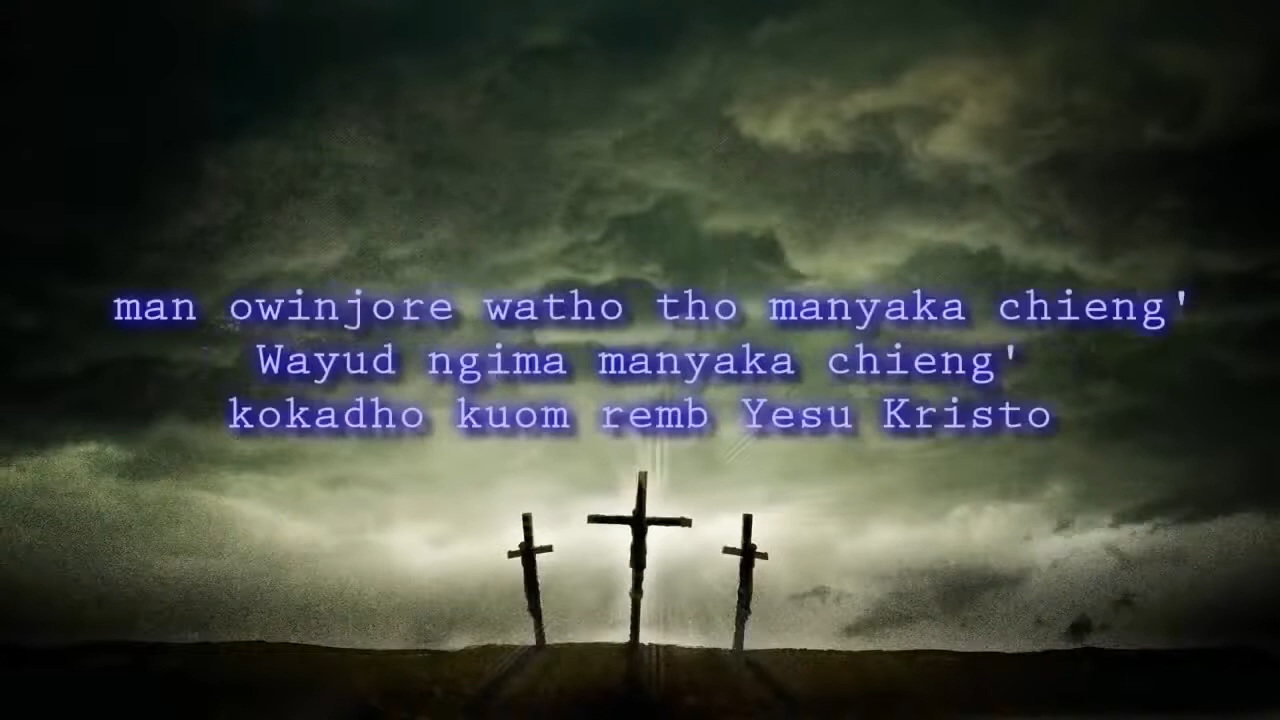 man owinjore watho tho manyaka chieng'
Wayud ngima manyaka chieng'
kokadho kuom remb Yesu Kristo